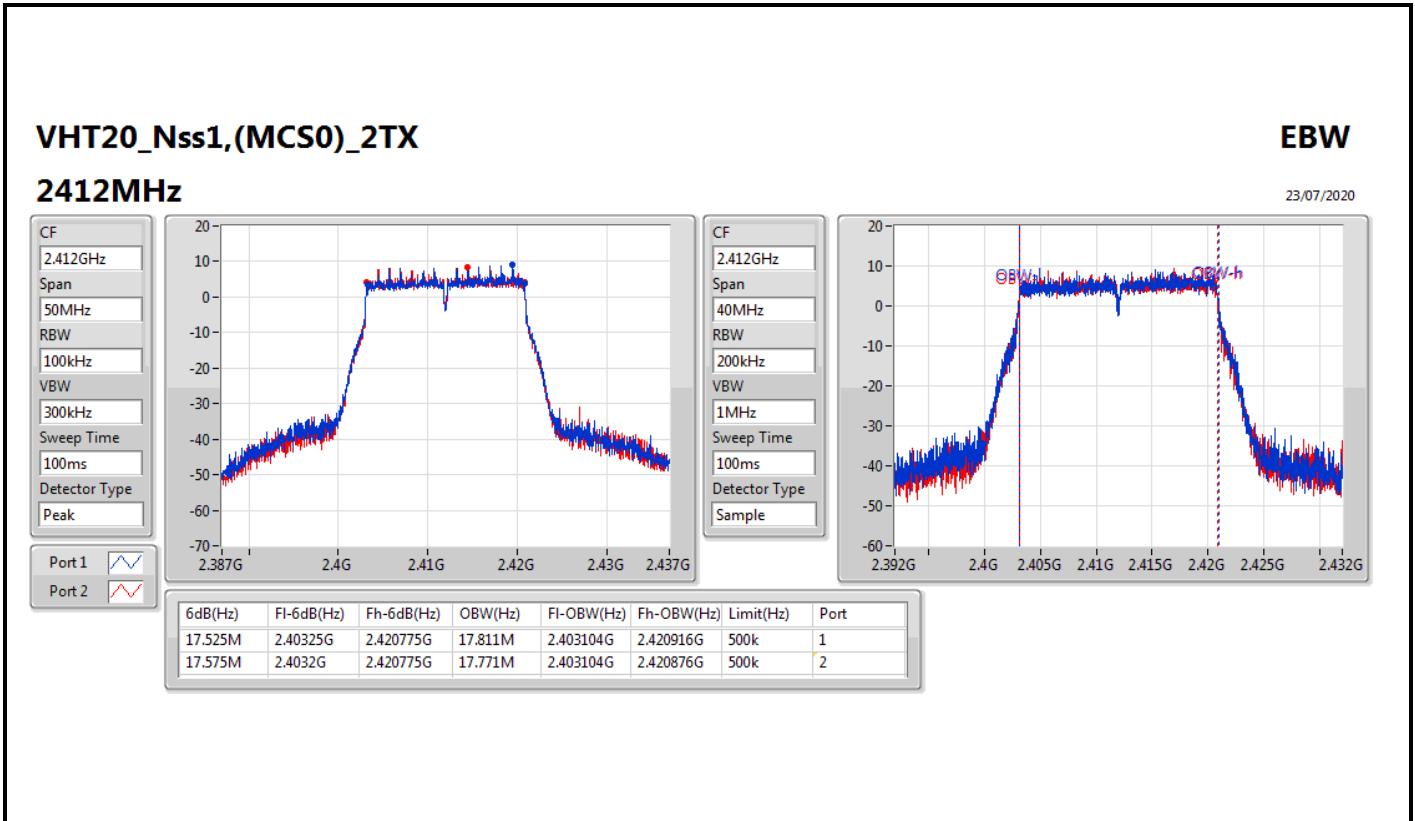 VHT20_Nss1,(MCS0)_2TX
EBW
2412MHz
23/07/2020
CF
2.412GHz
Span
50MHz
RBW
100kHz
VBW
300kHz
Sweep Time
100ms
Detector Type
Peak
Port 1
Port 2
20
10
0
-10
-20
-30
-40
-50
-60
-70
2.387G 2.4G 2.41G 2.42G 2.43G 2.437G
CF
2.412GHz
Span
40MHz
RBW
200kHz
VBW
1MHz
Sweep Time
100ms
Detector Type
Sample
20
10
0
-10
-20
-30
-40
-50
-60
OBW-l OBW-h
2.392G 2.4G 2.405G 2.41G 2.415G 2.42G 2.425G 2.432G
6dB(Hz) Fl-6dB(Hz) Fh-6dB(Hz) OBW(Hz) Fl-OBW(Hz) Fh-OBW(Hz) Limit(Hz) Port
17.525M 2.40325G 2.420775G 17.811M 2.403104G 2.420916G 500k 1
17.575M 2.4032G 2.420775G 17.771M 2.403104G 2.420876G 500k 2